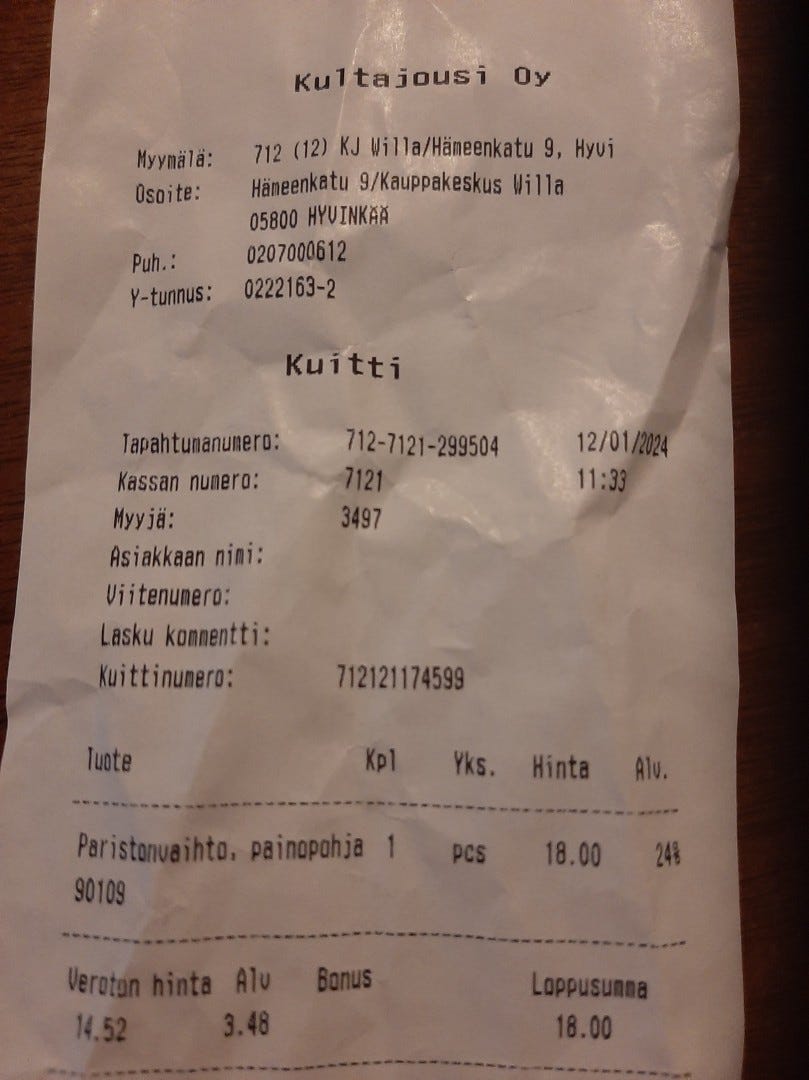 Kultajousi Oy
Myymälä: 712 (12) KJ Willa/Hämeenkatu 9, Hyvi
Osoite: Hämeenkatu 9/Kauppakeskus Willa
05800 HYVINKÄÄ
Puh.: 0207000612
Y-tunnus: 0222163-2
Kuitti
Tapahtumanumero: 712-7121-299504 12/01/2024
Kassan numero: 7121 11:33
Myyjä: 3497
Asiakkaan nimi:
Viitenumero:
Lasku kommentti:
Kuittinumero: 712121174599
Tuote Kpl Yks. Hinta Alv.
Paristonvaihto, painopohja 1 pcs 18.00 24%
90109
Veroton hinta Alv Bonus Loppusumma
14.52 3.48 18.00